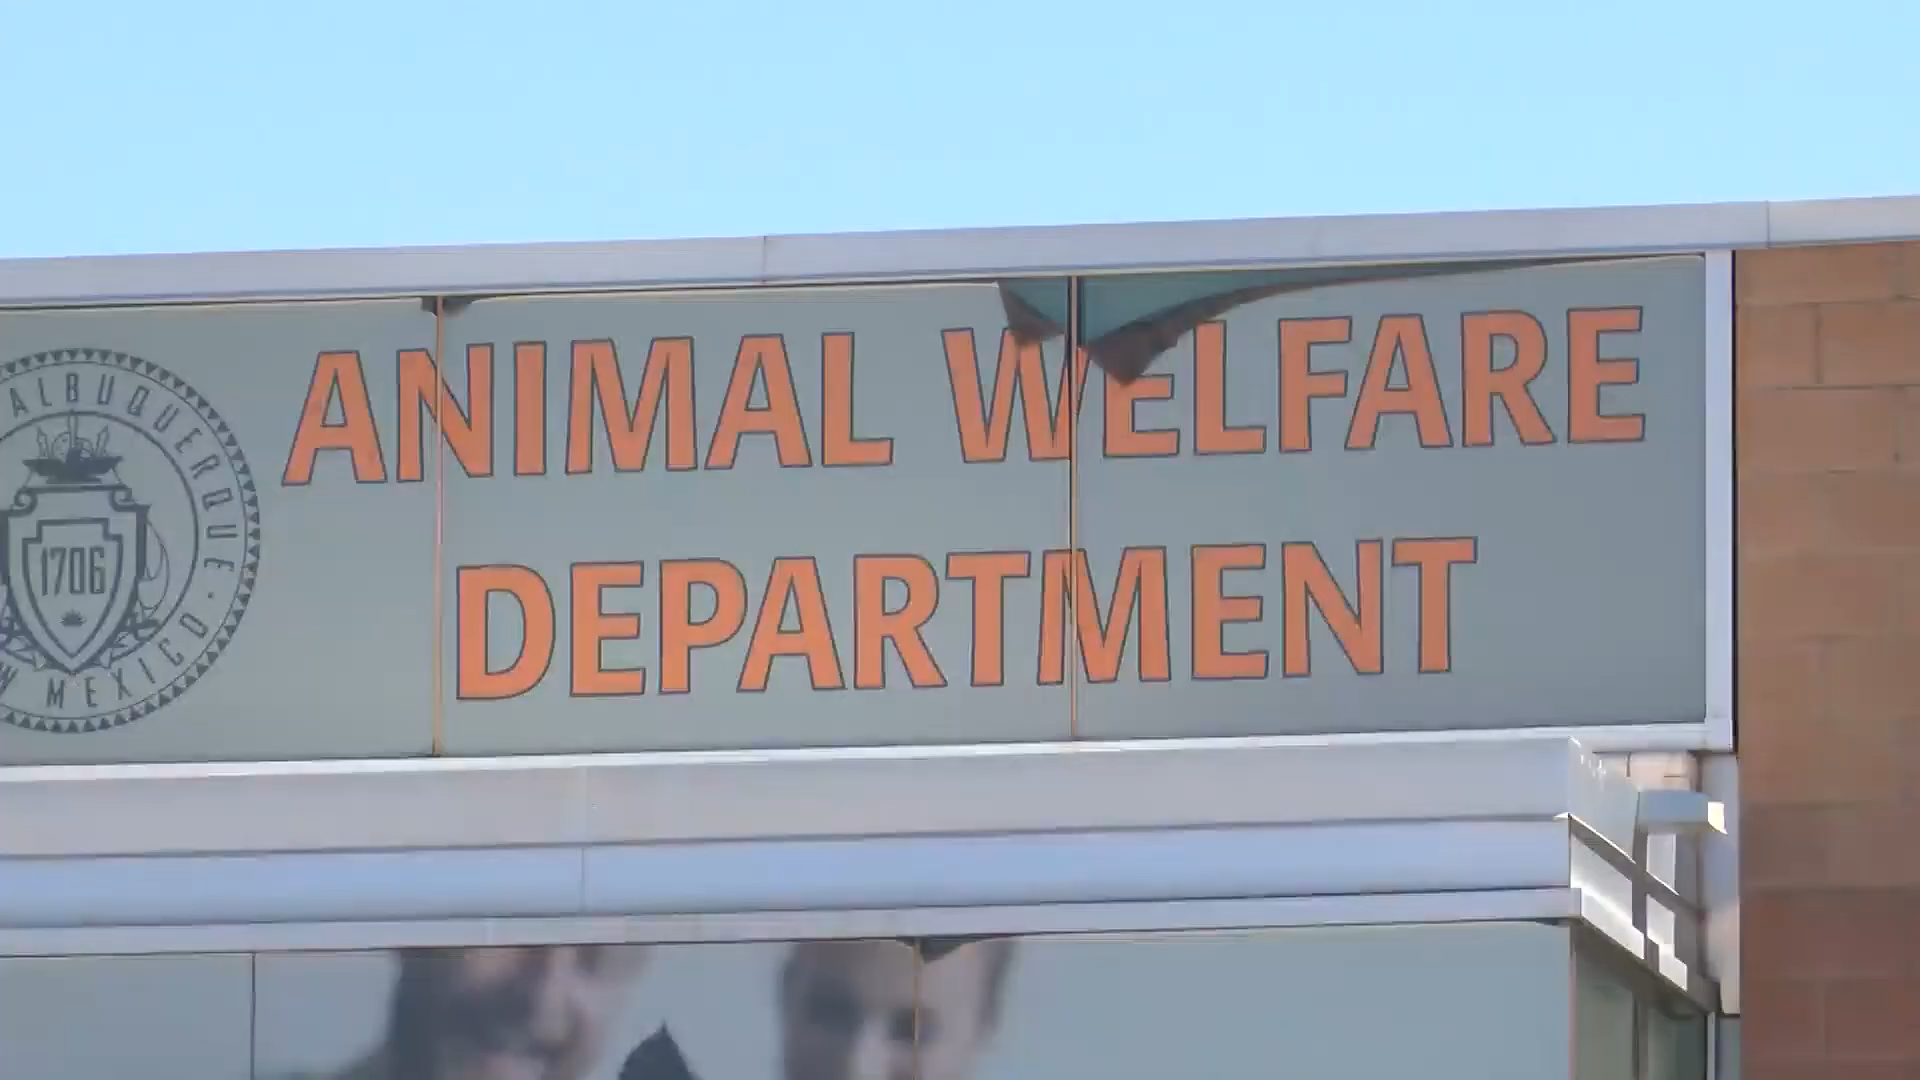 ALBUQUERQUE
1706
MEXICO
ANIMAL WELFARE
DEPARTMENT